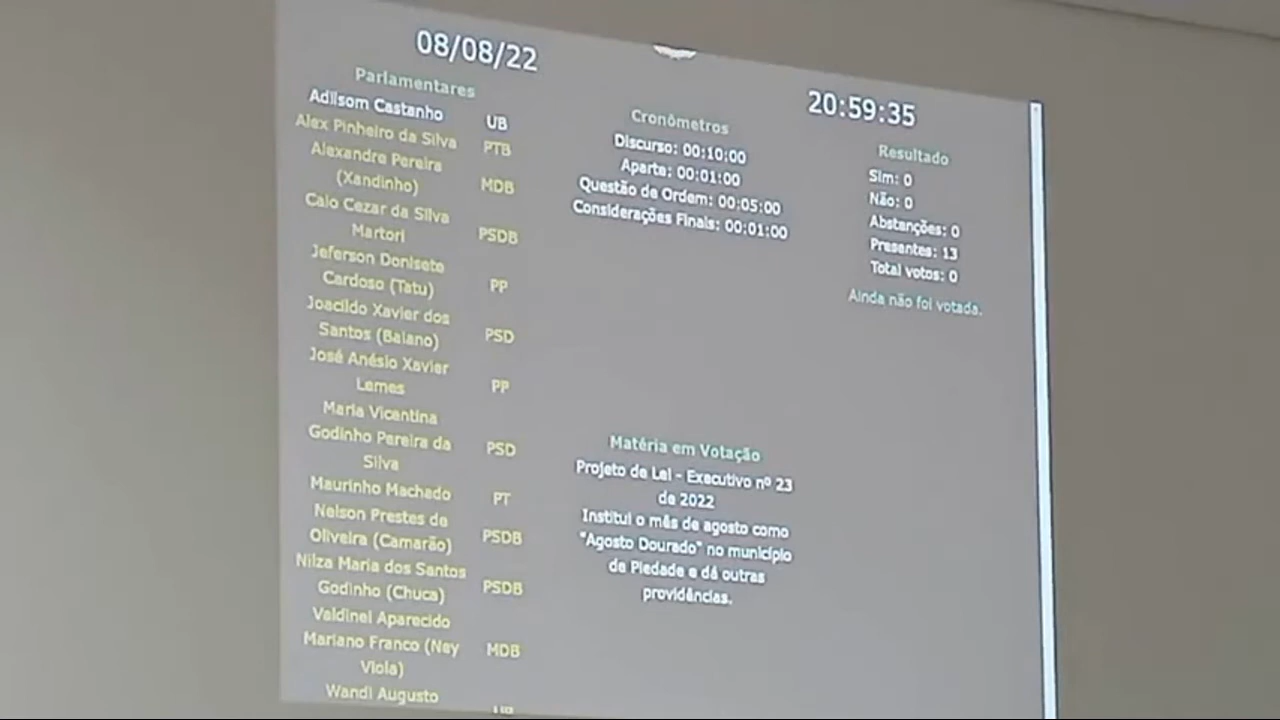 08/08/22
20:59:35
Parlamentares
Adilsom Castanho UB
Alex Pinheiro da Silva PTB
Alexandre Pereira
(Xandinho) MDB
Caio Cezar da Silva
Martori PSDB
Jeferson Donisete
Cardoso (Tatu) PP
Joacildo Xavier dos
Santos (Baiano) PSD
José Anésio Xavier
Lemes PP
Maria Vicentina
Godinho Pereira da
Silva PSD
Maurinho Machado PT
Nelson Prestes de
Oliveira (Camarão) PSDB
Nilza Maria dos Santos
Godinho (Chuca) PSDB
Valdinei Aparecido
Mariano Franco (Ney
Viola) MDB
Wandi Augusto
Cronômetros
Discurso: 00:10:00
Aparte: 00:01:00
Questão de Ordem: 00:05:00
Considerações Finais: 00:01:00
Resultado
Sim: 0
Não: 0
Abstenções: 0
Presentes: 13
Total votos: 0
Ainda não foi votada.
Matéria em Votação
Projeto de Lei - Executivo nº 23
de 2022
Institui o mês de agosto como
"Agosto Dourado" no município
de Piedade e dá outras
providências.